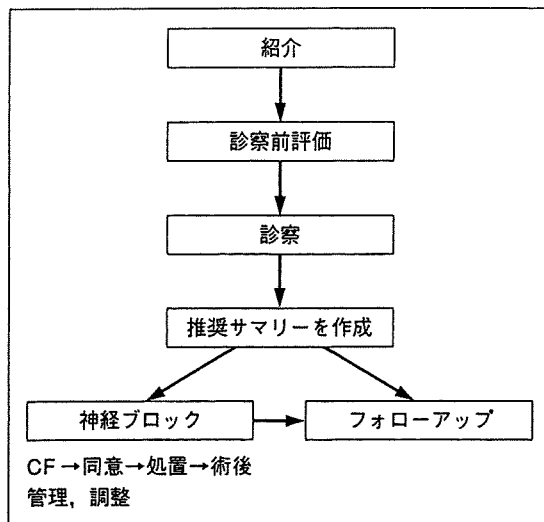 紹介
診察前評価
診察
推奨サマリーを作成
神経ブロック
フォローアップ
CF→同意→処置→術後
管理，調整